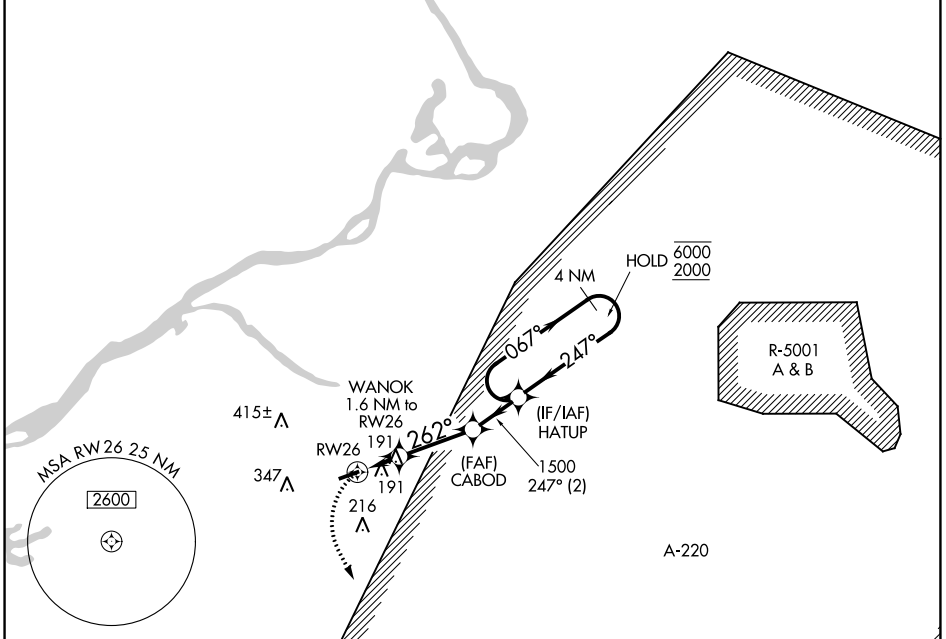 HOLD 6000
2000
4 NM
067°
247°
R-5001
A & B
WANOK
1.6 NM to
RW26
415±
191
262°
(IF/IAF)
HATUP
RW26
MSA RW26 25 NM
347
191
(FAF)
CABOD
1500
247° (2)
2600
216
A-220